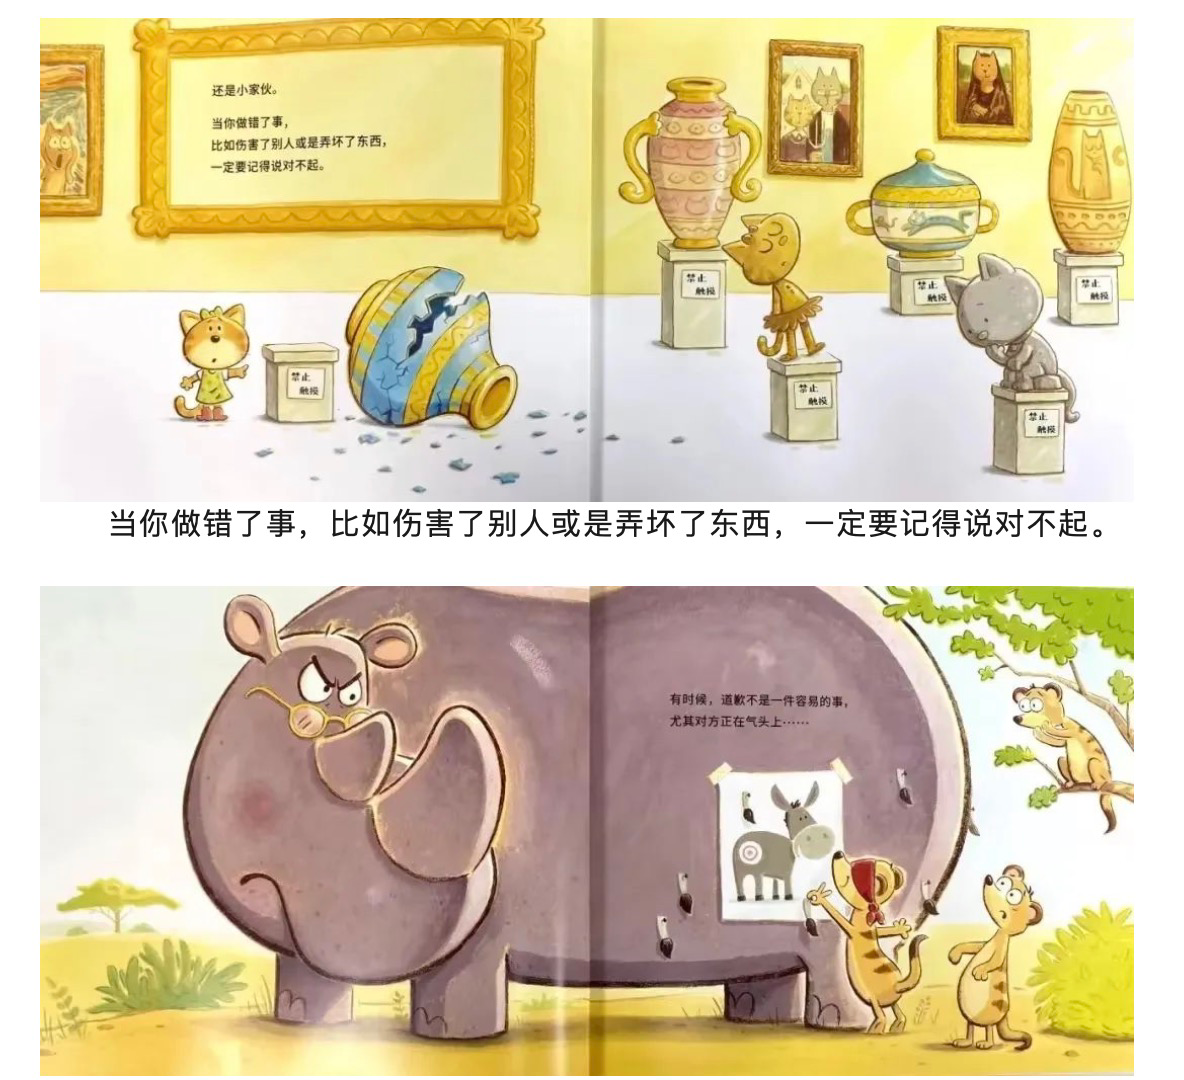 还是小家伙。
当你做错了事，
比如伤害了别人或是弄坏了东西，
一定要记得说对不起。
禁止
触摸
禁止
触摸
禁止
触摸
禁止
触摸
禁止
触摸
禁止
触摸
当你做错了事，比如伤害了别人或是弄坏了东西，一定要记得说对不起。
有时候，道歉不是一件容易的事，
尤其对方正在气头上……